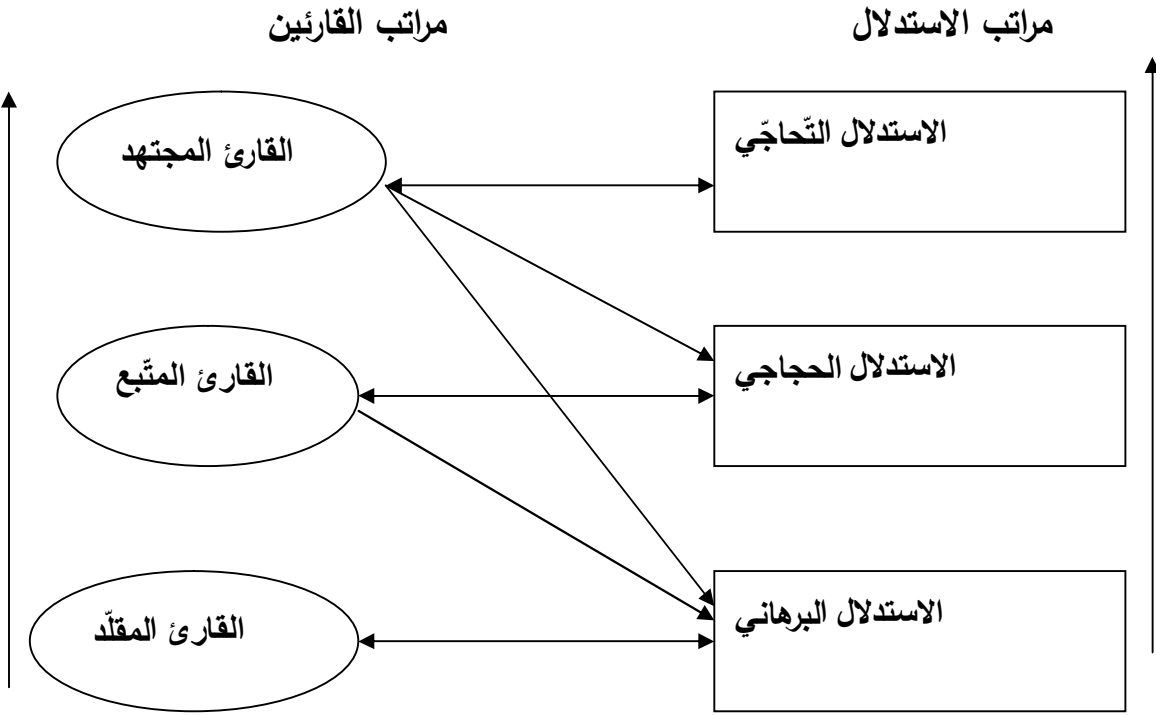 مراتب الاستدلال
مراتب القارئين
الاستدلال التّحاجّي
القارئ المجتهد
الاستدلال الحجاجي
القارئ المتّبع
الاستدلال البرهاني
القارئ المقلّد